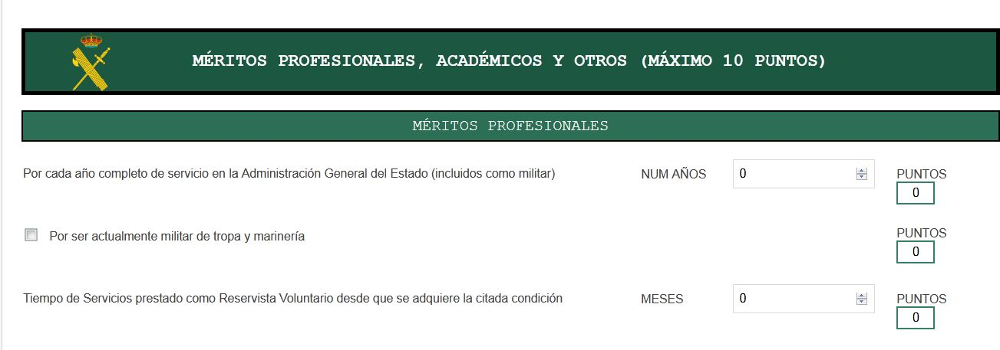 MÉRITOS PROFESIONALES, ACADÉMICOS Y OTROS (MÁXIMO 10 PUNTOS)
MÉRITOS PROFESIONALES
Por cada año completo de servicio en la Administración General del Estado (incluidos como militar) NUM AÑOS 0 PUNTOS
0
Por ser actualmente militar de tropa y marinería PUNTOS
0
Tiempo de Servicios prestado como Reservista Voluntario desde que se adquiere la citada condición MESES 0 PUNTOS
0